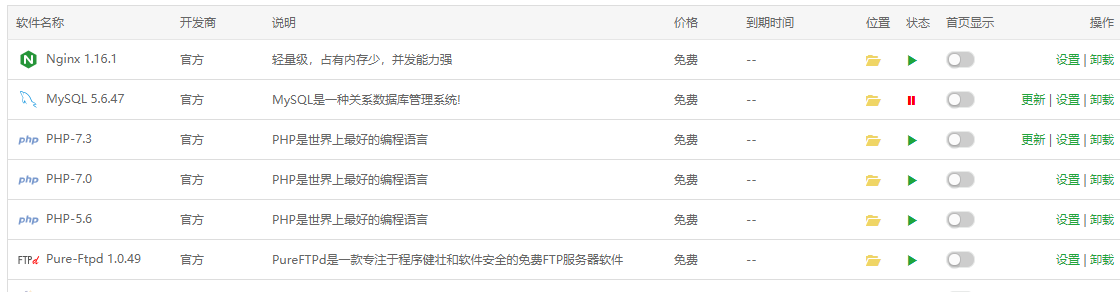 软件名称 开发商 说明 价格 到期时间 位置 状态 首页显示 操作
Nginx 1.16.1 官方 轻量级，占有内存少，并发能力强 免费 -- 设置 | 卸载
MySQL 5.6.47 官方 MySQL是一种关系数据库管理系统! 免费 -- 更新 | 设置 | 卸载
php PHP-7.3 官方 PHP是世界上最好的编程语言 免费 -- 更新 | 设置 | 卸载
php PHP-7.0 官方 PHP是世界上最好的编程语言 免费 -- 设置 | 卸载
php PHP-5.6 官方 PHP是世界上最好的编程语言 免费 -- 设置 | 卸载
FTPd Pure-Ftpd 1.0.49 官方 PureFTPd是一款专注于程序健壮和软件安全的免费FTP服务器软件 免费 -- 设置 | 卸载